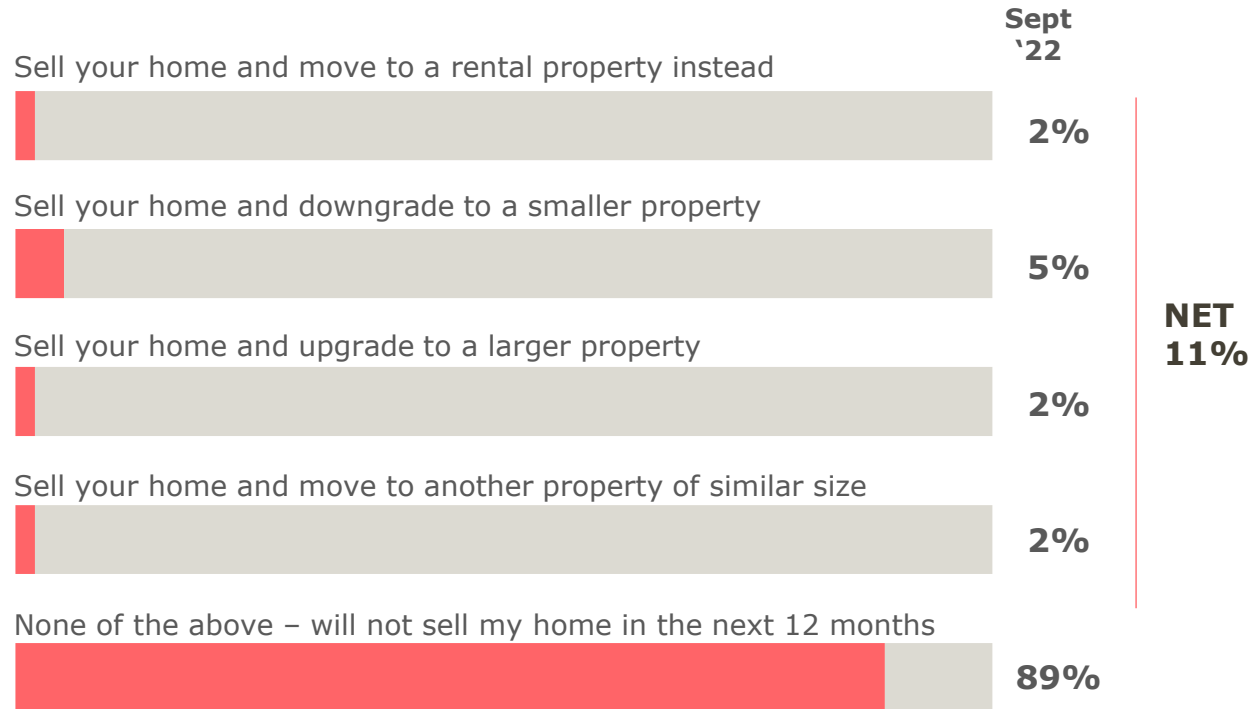 Sept
‘22
Sell your home and move to a rental property instead
2%
Sell your home and downgrade to a smaller property
5%
Sell your home and upgrade to a larger property
2%
Sell your home and move to another property of similar size
2%
None of the above – will not sell my home in the next 12 months
89%
NET
11%